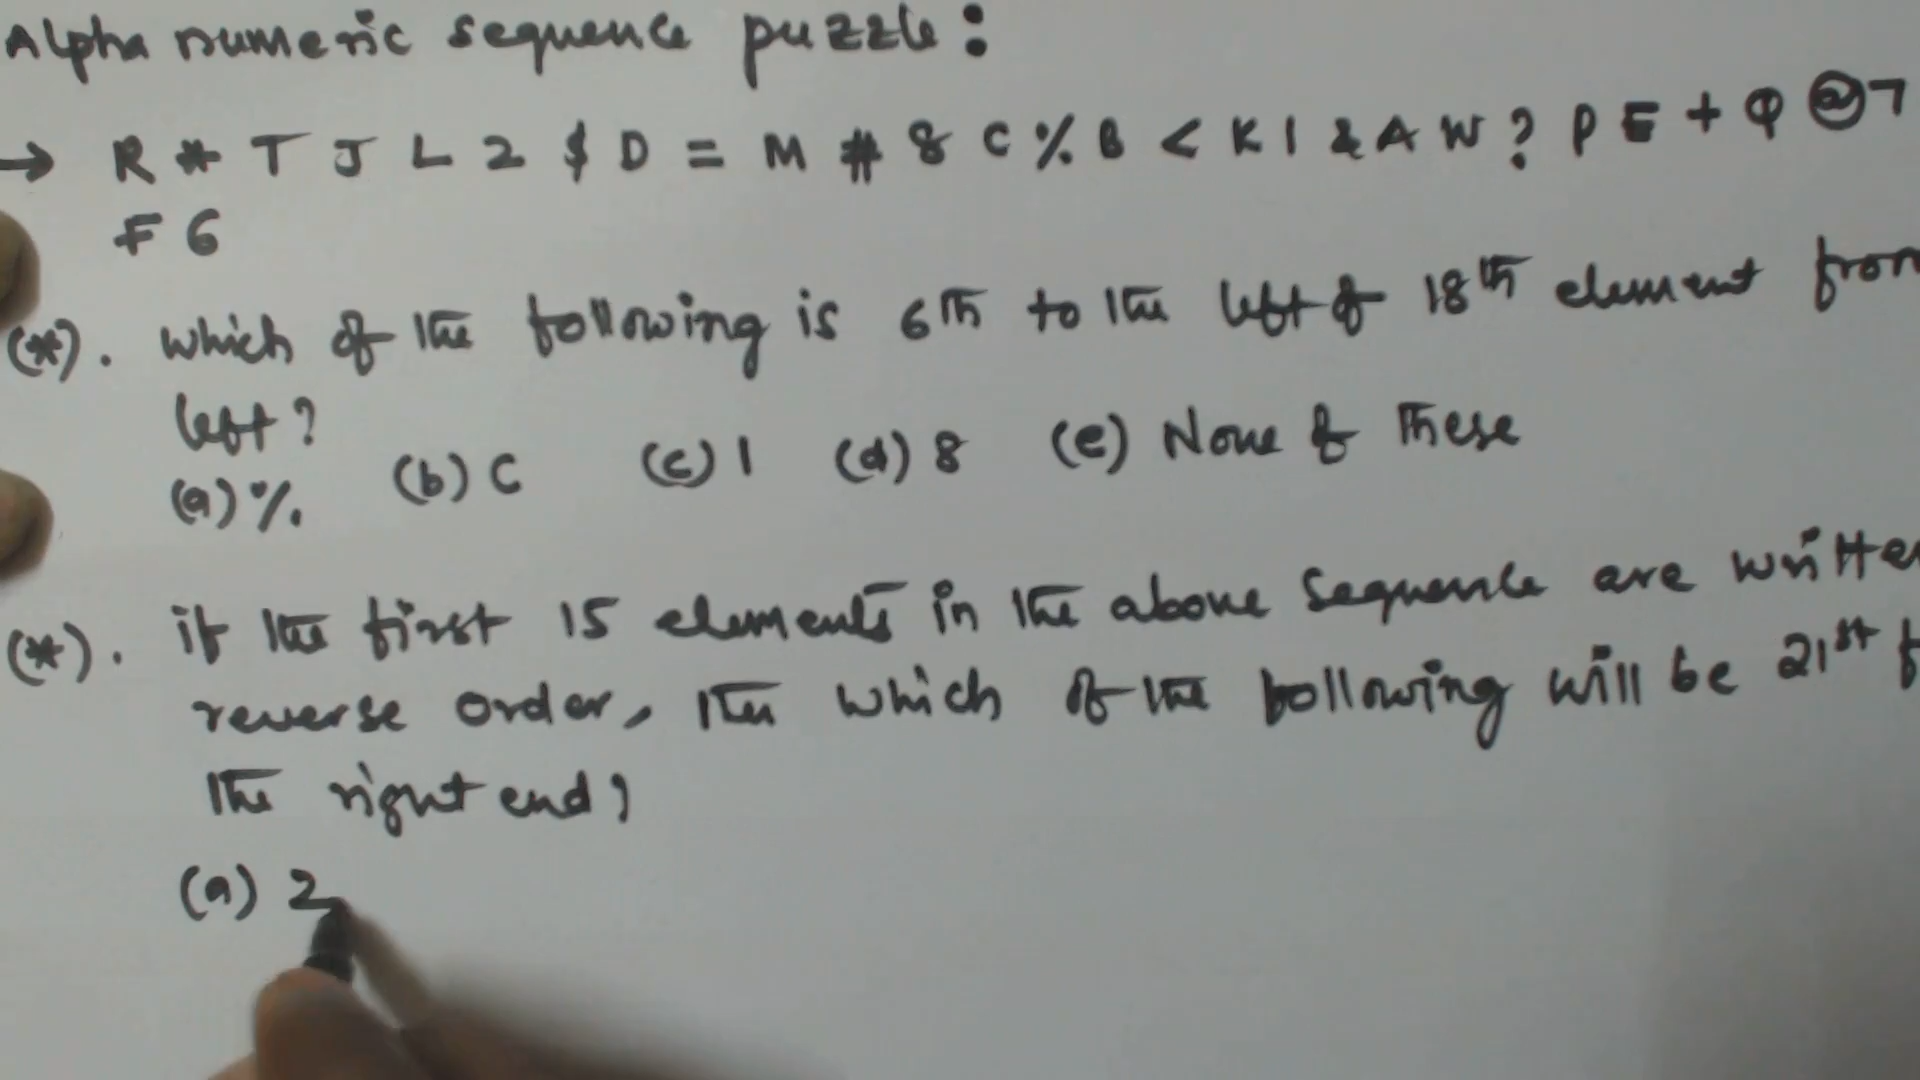 Alpha numeric sequence puzzle:
→ R * T J L 2 $ D = M # 8 C % B < K 1 & A W ? P E + Q @ 7
F 6
(*). Which of the following is 6th to the left of 18th element from
left?
(a) % (b) C (c) 1 (d) 8 (e) None of these
(*). if the first 15 elements in the above sequence are written
reverse order, then which of the following will be 21st f
the right end?
(a) 2